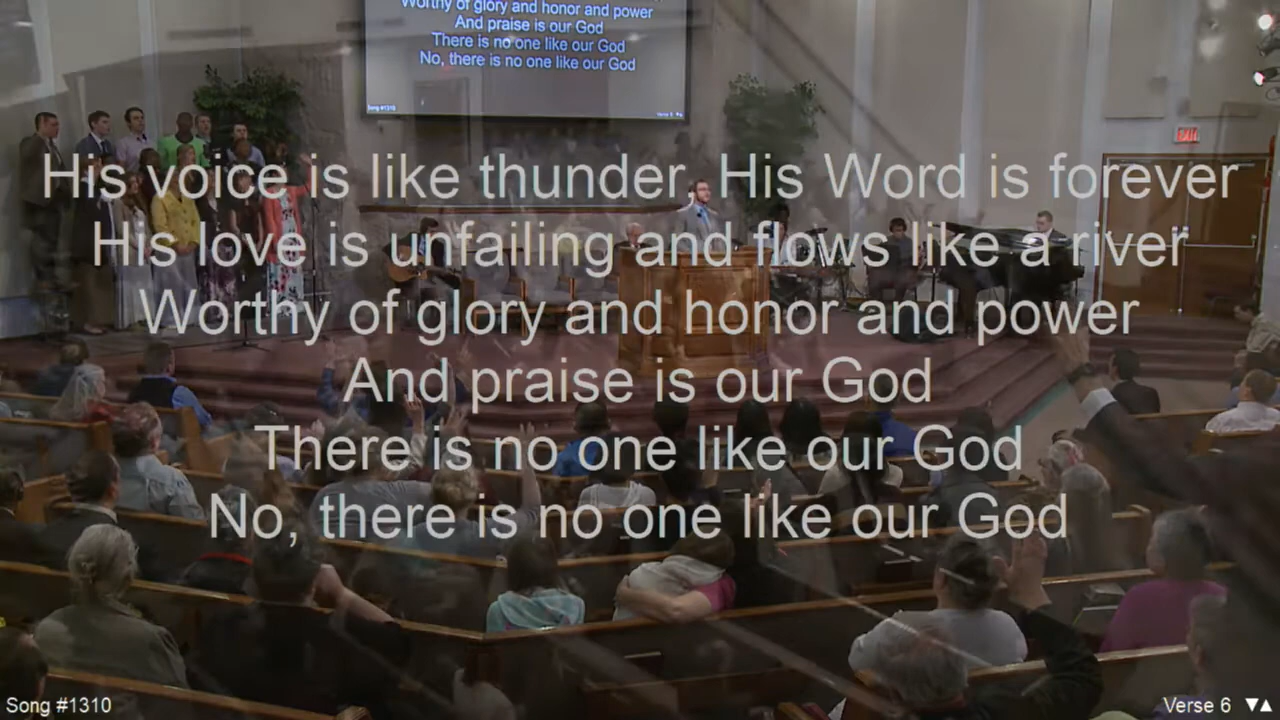 Worthy of glory and honor and power
And praise is our God
There is no one like our God
No, there is no one like our God
Song #1310
Verse 6 ▼▲
EXIT
His voice is like thunder, His Word is forever
His love is unfailing and flows like a river
Worthy of glory and honor and power
And praise is our God
There is no one like our God
No, there is no one like our God
Song #1310
Verse 6 ▼▲